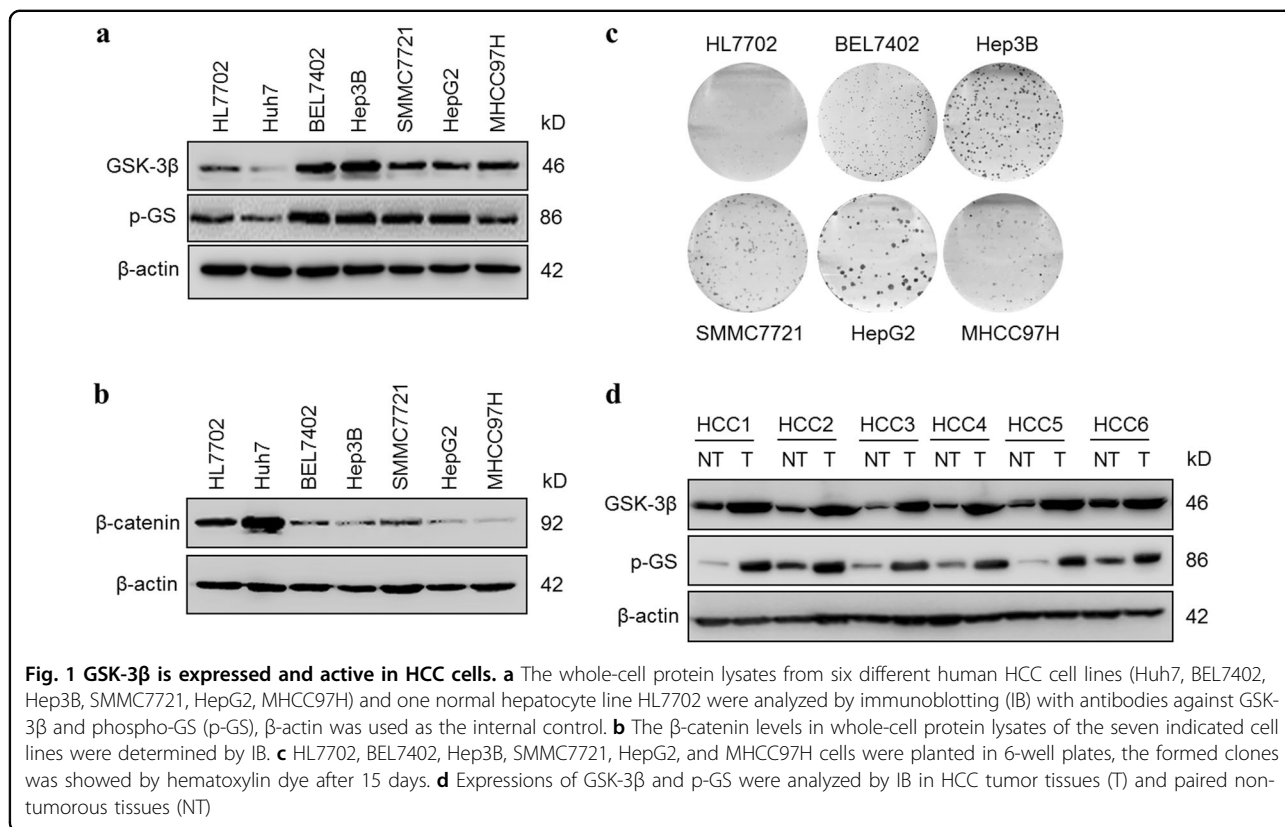 a
HL7702
Huh7
BEL7402
Hep3B
SMMC7721
HepG2
MHCC97H
kD
GSK-3β
46
p-GS
86
β-actin
42
b
HL7702
Huh7
BEL7402
Hep3B
SMMC7721
HepG2
MHCC97H
kD
β-catenin
92
β-actin
42
c
HL7702 BEL7402 Hep3B
SMMC7721 HepG2 MHCC97H
d
HCC1 HCC2 HCC3 HCC4 HCC5 HCC6
NT T NT T NT T NT T NT T NT T kD
GSK-3β
46
p-GS
86
β-actin
42
Fig. 1 GSK-3β is expressed and active in HCC cells. a The whole-cell protein lysates from six different human HCC cell lines (Huh7, BEL7402,
Hep3B, SMMC7721, HepG2, MHCC97H) and one normal hepatocyte line HL7702 were analyzed by immunoblotting (IB) with antibodies against GSK-
3β and phospho-GS (p-GS), β-actin was used as the internal control. b The β-catenin levels in whole-cell protein lysates of the seven indicated cell
lines were determined by IB. c HL7702, BEL7402, Hep3B, SMMC7721, HepG2, and MHCC97H cells were planted in 6-well plates, the formed clones
was showed by hematoxylin dye after 15 days. d Expressions of GSK-3β and p-GS were analyzed by IB in HCC tumor tissues (T) and paired non-
tumorous tissues (NT)